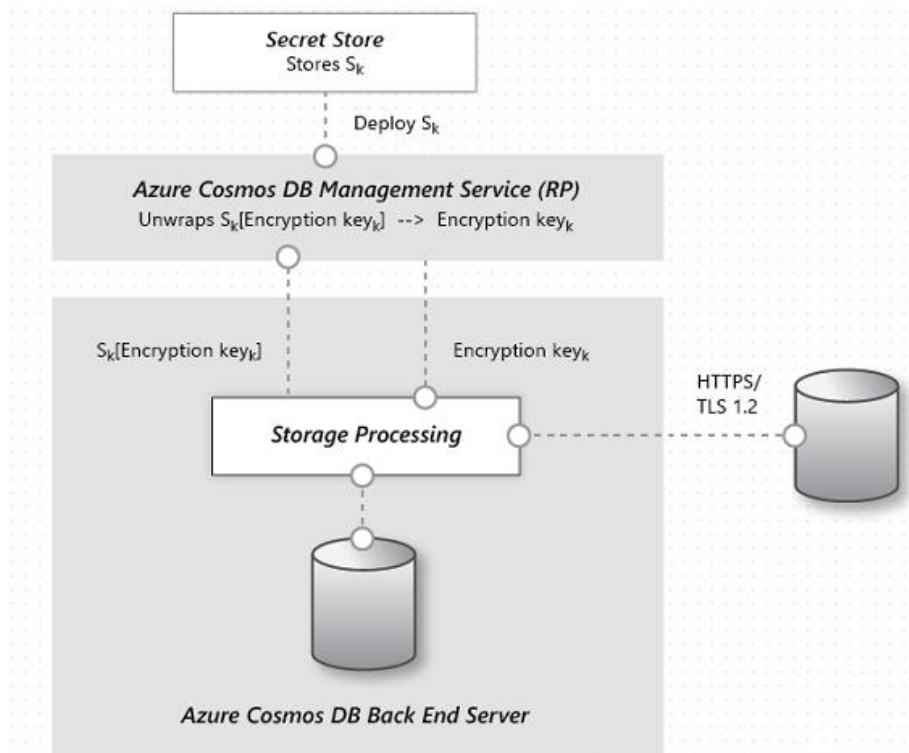 Secret Store
Stores Sk
Deploy Sk
Azure Cosmos DB Management Service (RP)
Unwraps Sk[Encryption keyk] --> Encryption keyk
Sk[Encryption keyk]
Encryption keyk
HTTPS/
TLS 1.2
Storage Processing
Azure Cosmos DB Back End Server